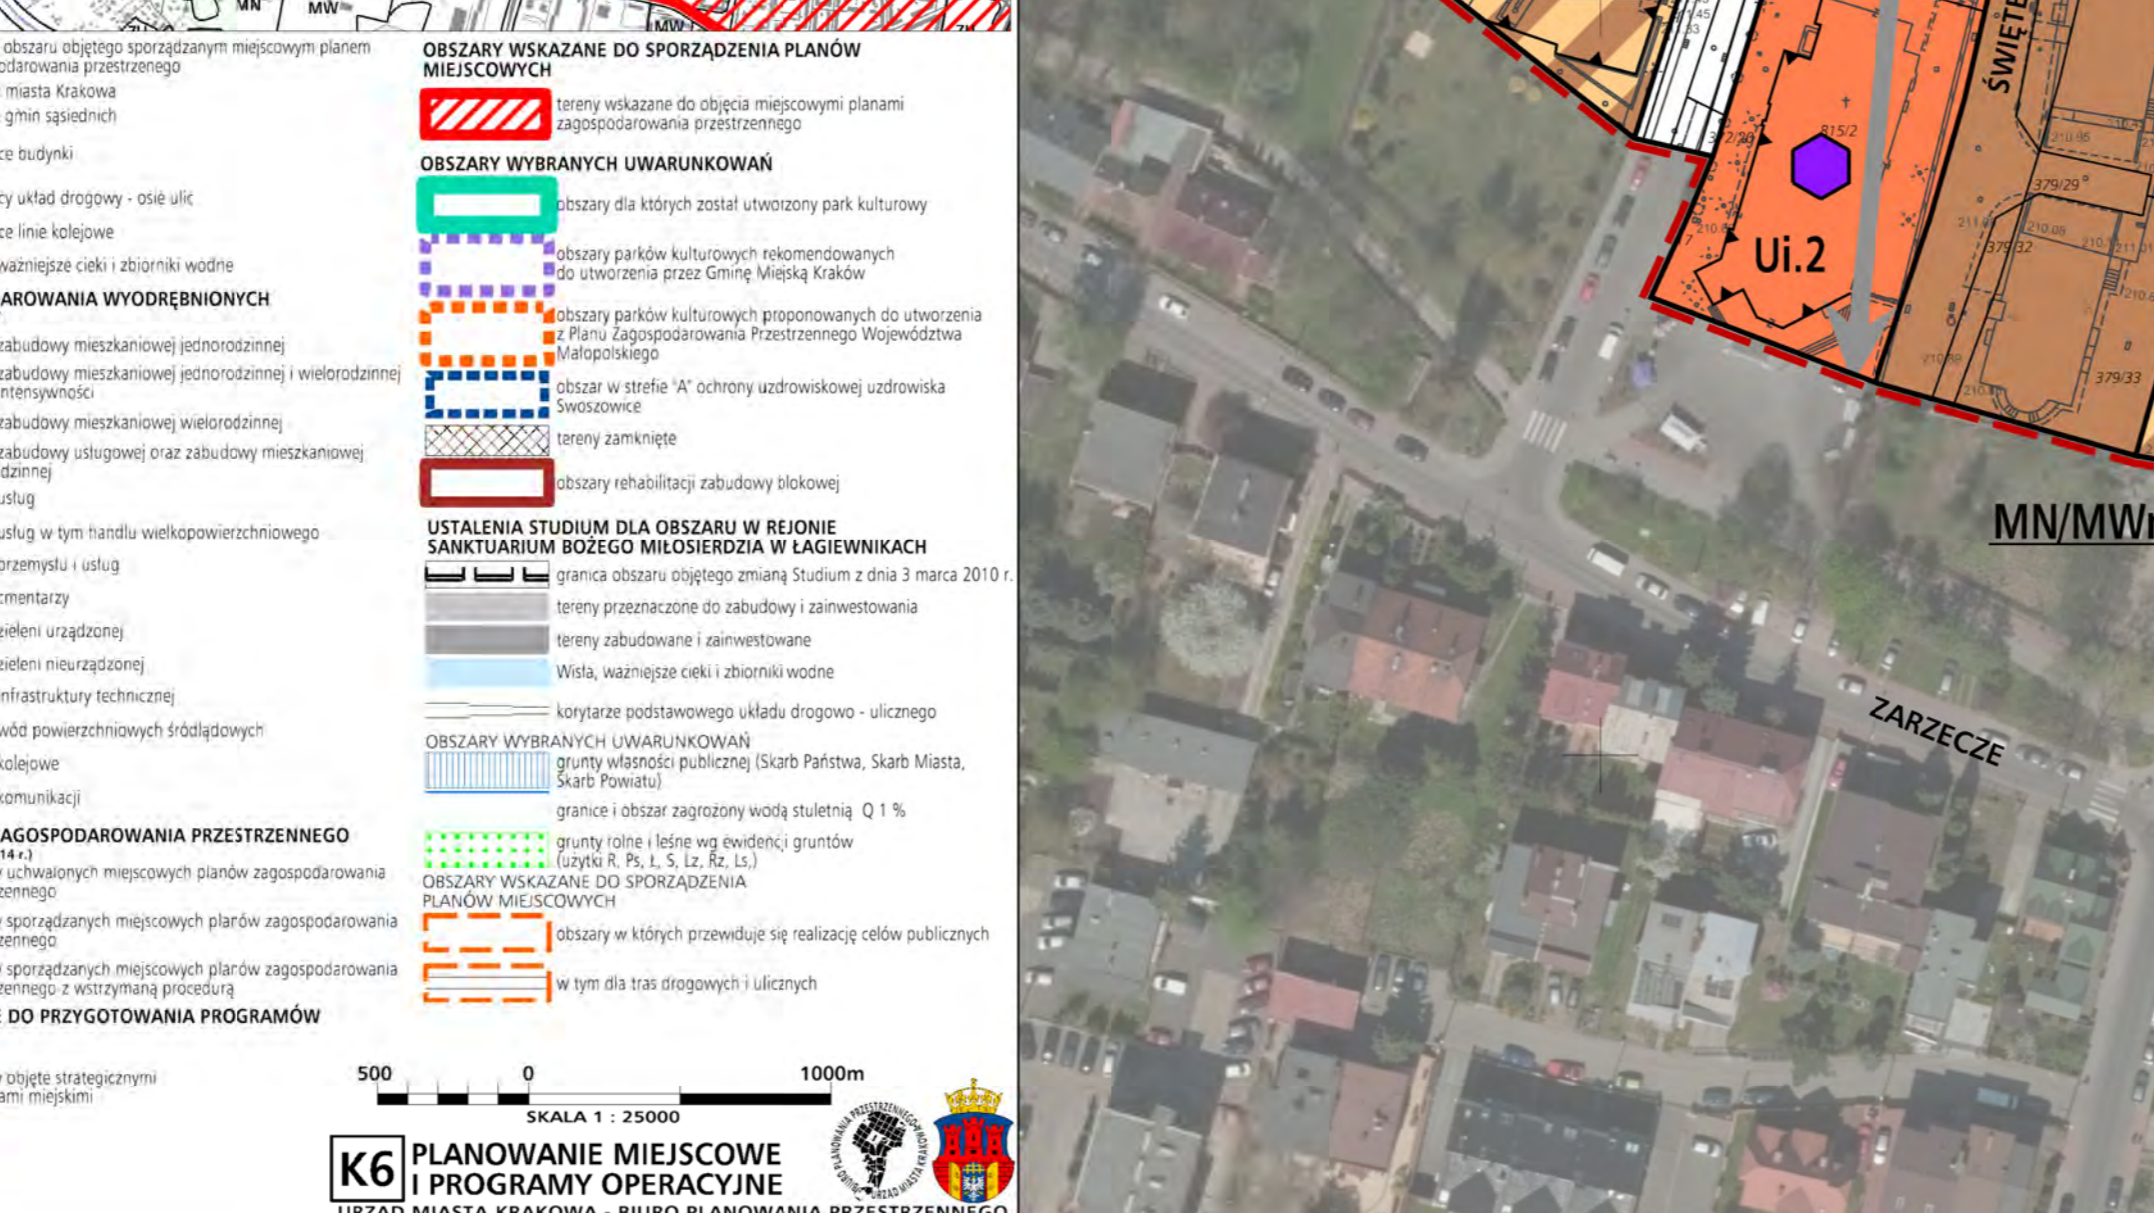 MN
MW
MW
obszaru objętego sporządzanym miejscowym planem
odarowania przestrzenego
miasta Krakowa
gmin sąsiednich
ce budynki
cy układ drogowy - osie ulic
ce linie kolejowe
ważniejsze cieki i zbiorniki wodne
AROWANIA WYODRĘBNIONYCH
zabudowy mieszkaniowej jednorodzinnej
zabudowy mieszkaniowej jednorodzinnej i wielorodzinnej
ntensywności
zabudowy mieszkaniowej wielorodzinnej
zabudowy usługowej oraz zabudowy mieszkaniowej
dzinnej
usług
usług w tym handlu wielkopowierzchniowego
przemysłu i usług
cmentarzy
zieleni urządzonej
zieleni nieurządzonej
infrastruktury technicznej
wód powierzchniowych śródlądowych
kolejowe
komunikacji
AGOSPODAROWANIA PRZESTRZENNEGO
14 r.)
uchwalonych miejscowych planów zagospodarowania
zennego
sporządzanych miejscowych planów zagospodarowania
zennego
sporządzanych miejscowych planów zagospodarowania
zennego z wstrzymaną procedurą
DO PRZYGOTOWANIA PROGRAMÓW
objęte strategicznymi
ami miejskimi
OBSZARY WSKAZANE DO SPORZĄDZENIA PLANÓW
MIEJSCOWYCH
tereny wskazane do objęcia miejscowymi planami
zagospodarowania przestrzennego
OBSZARY WYBRANYCH UWARUNKOWAŃ
obszary dla których został utworzony park kulturowy
obszary parków kulturowych rekomendowanych
do utworzenia przez Gminę Miejską Kraków
obszary parków kulturowych proponowanych do utworzenia
z Planu Zagospodarowania Przestrzennego Województwa
Małopolskiego
obszar w strefie "A" ochrony uzdrowiskowej uzdrowiska
Swoszowice
tereny zamknięte
obszary rehabilitacji zabudowy blokowej
USTALENIA STUDIUM DLA OBSZARU W REJONIE
SANKTUARIUM BOŻEGO MIŁOSIERDZIA W ŁAGIEWNIKACH
granica obszaru objętego zmianą Studium z dnia 3 marca 2010 r.
tereny przeznaczone do zabudowy i zainwestowania
tereny zabudowane i zainwestowane
Wisła, ważniejsze cieki i zbiorniki wodne
korytarze podstawowego układu drogowo - ulicznego
OBSZARY WYBRANYCH UWARUNKOWAŃ
grunty własności publicznej (Skarb Państwa, Skarb Miasta,
Skarb Powiatu)
granice i obszar zagrożony wodą stuletnią Q 1 %
grunty rolne i leśne wg ewidencji gruntów
(użytki R, Ps, Ł, S, Lz, Rz, Ls,)
OBSZARY WSKAZANE DO SPORZĄDZENIA
PLANÓW MIEJSCOWYCH
obszary w których przewiduje się realizację celów publicznych
w tym dla tras drogowych i ulicznych
500 0 1000m
SKALA 1 : 25000
K6
PLANOWANIE MIEJSCOWE
I PROGRAMY OPERACYJNE
URZĄD MIASTA KRAKOWA - BIURO PLANOWANIA PRZESTRZENNEGO
ŚWIĘTE
815/2
Ui.2
379/29
379/32
379/33
MN/MW
ZARZECZE